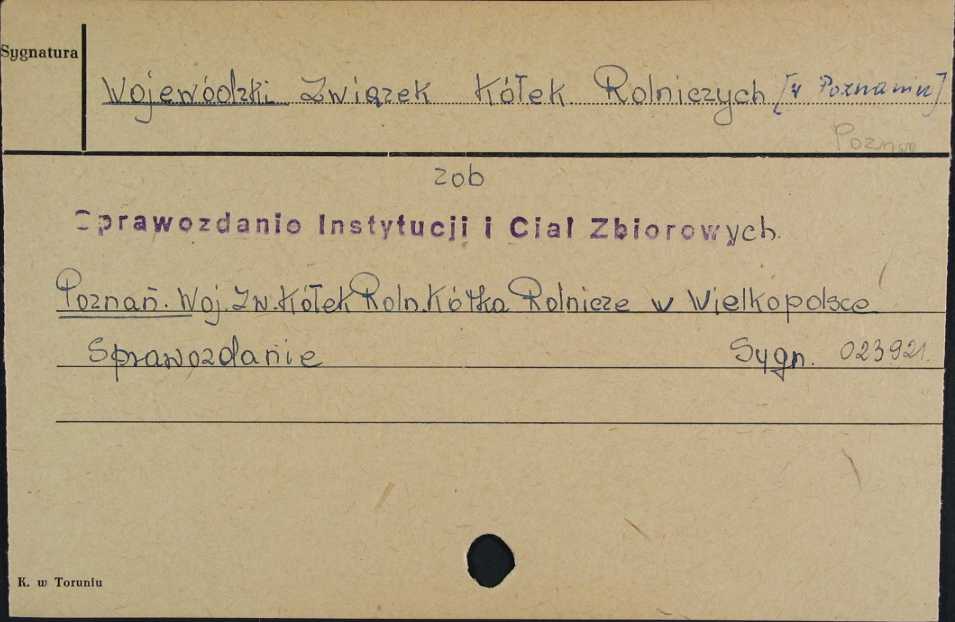 Sygnatura
Wojewódzki Związek Kółek Rolniczych [w Poznaniu]
Poznań
zob
Sprawozdanie Instytucji i Ciał Zbiorowych.
Poznań. Woj. Zw. Kółek Roln. Kółka Rolnicze w Wielkopolsce
Sprawozdanie Sygn. 023921.
K. w Toruniu